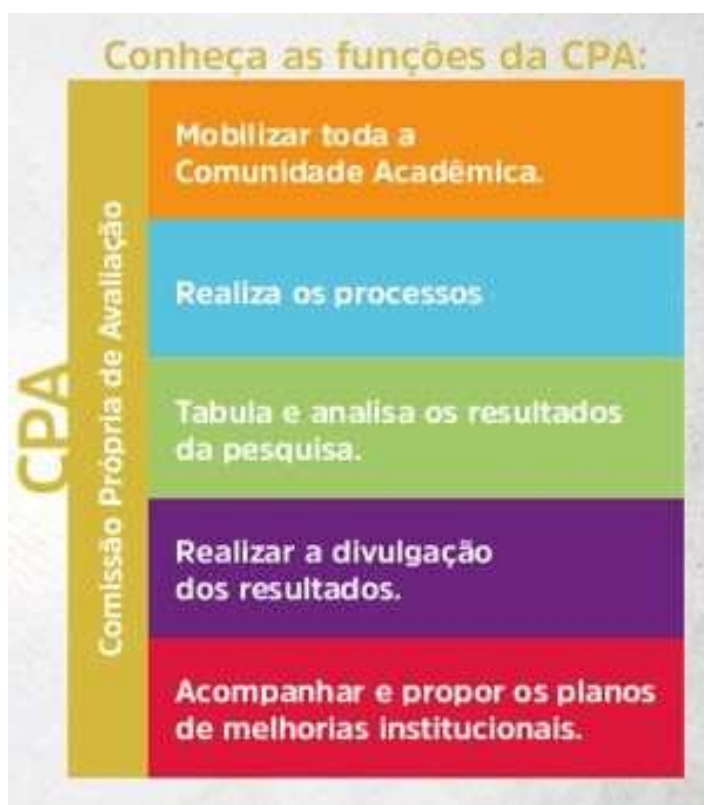 Conheça as funções da CPA:
CPA
Comissão Própria de Avaliação
Mobilizar toda a
Comunidade Acadêmica.
Realiza os processos
Tabula e analisa os resultados
da pesquisa.
Realizar a divulgação
dos resultados.
Acompanhar e propor os planos
de melhorias institucionais.